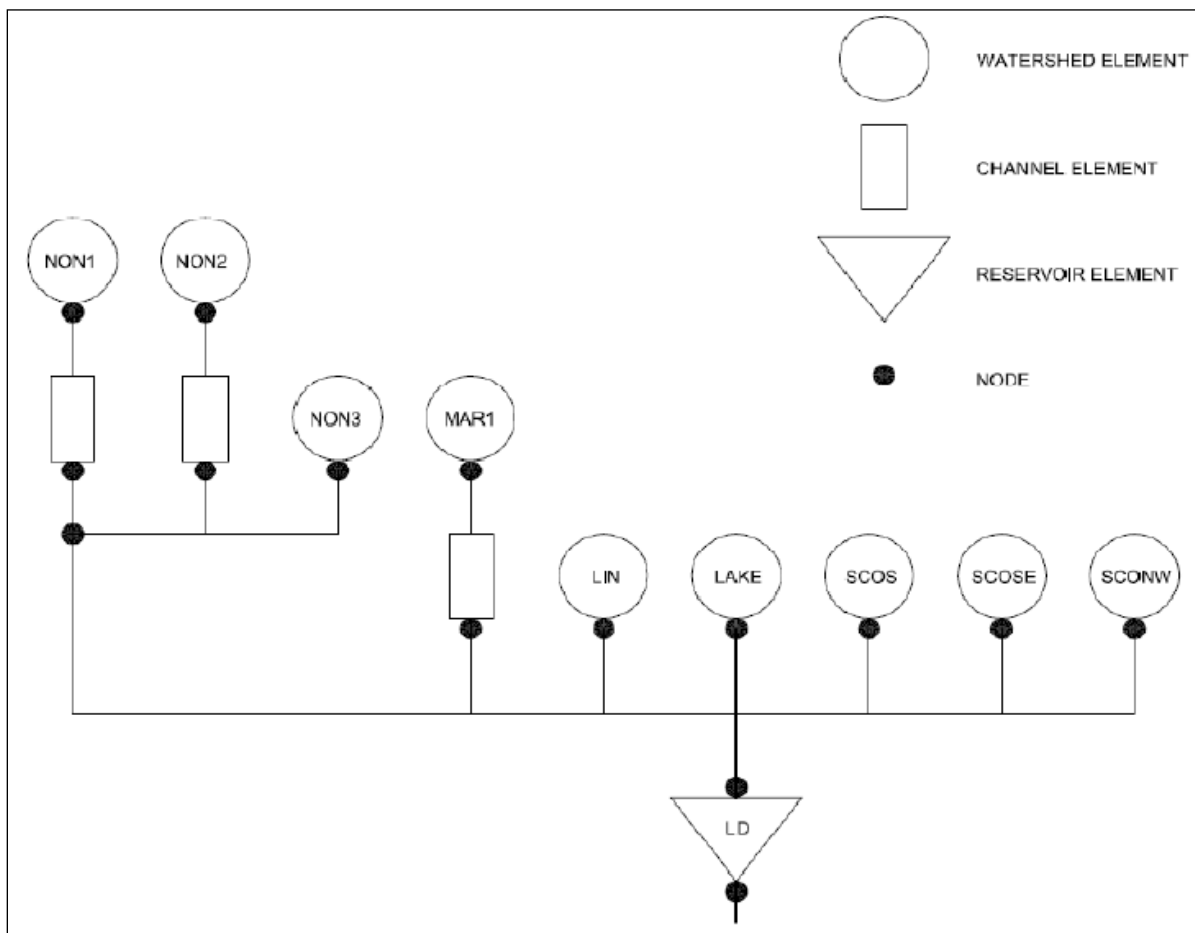 WATERSHED ELEMENT
CHANNEL ELEMENT
RESERVOIR ELEMENT
NODE
NON1 NON2
NON3 MAR1
LIN LAKE SCOS SCOSE SCONW
LD